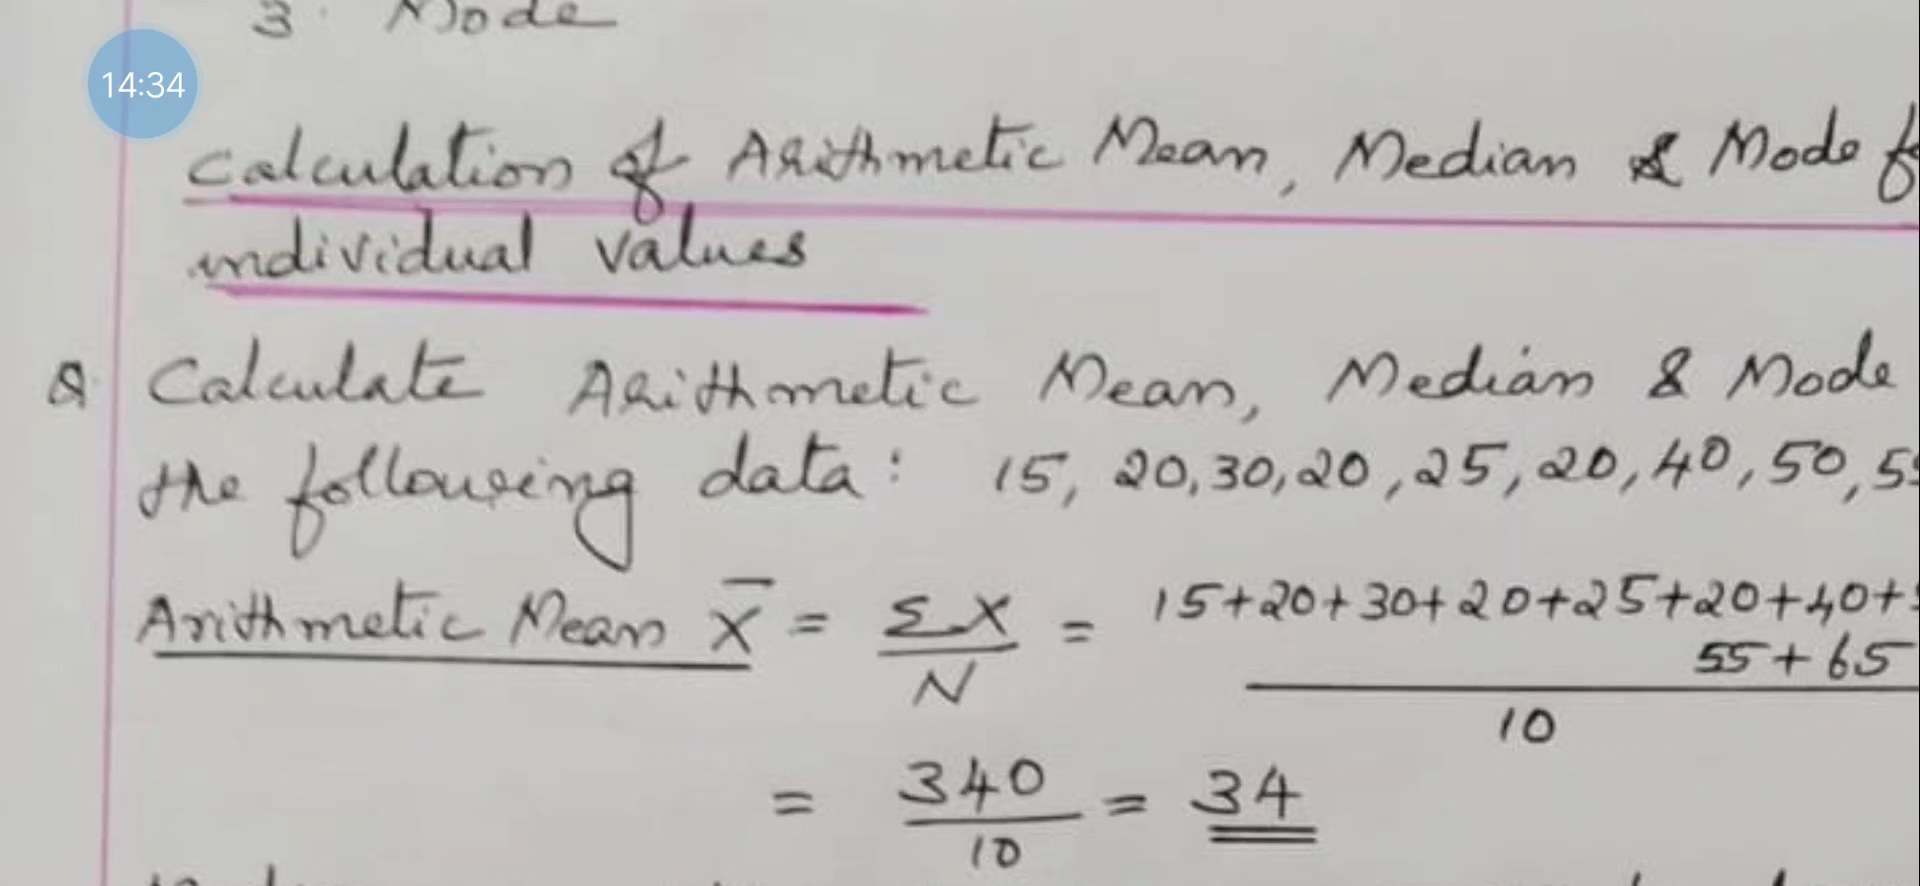 3. Mode
14:34
Calculation of Arithmetic Mean, Median & Mode
individual values
Q. Calculate Arithmetic Mean, Median & Mode
the following data: 15, 20, 30, 20, 25, 20, 40, 50,
Arithmetic Mean X̄ = ΣX/N = 15+20+30+20+25+20+40+
55+65
10
= 340/10 = 34